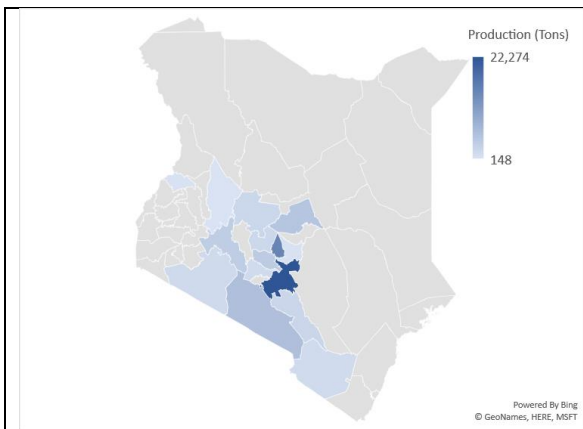 Production (Tons)
22,274
148
Powered By Bing
© GeoNames, HERE, MSFT